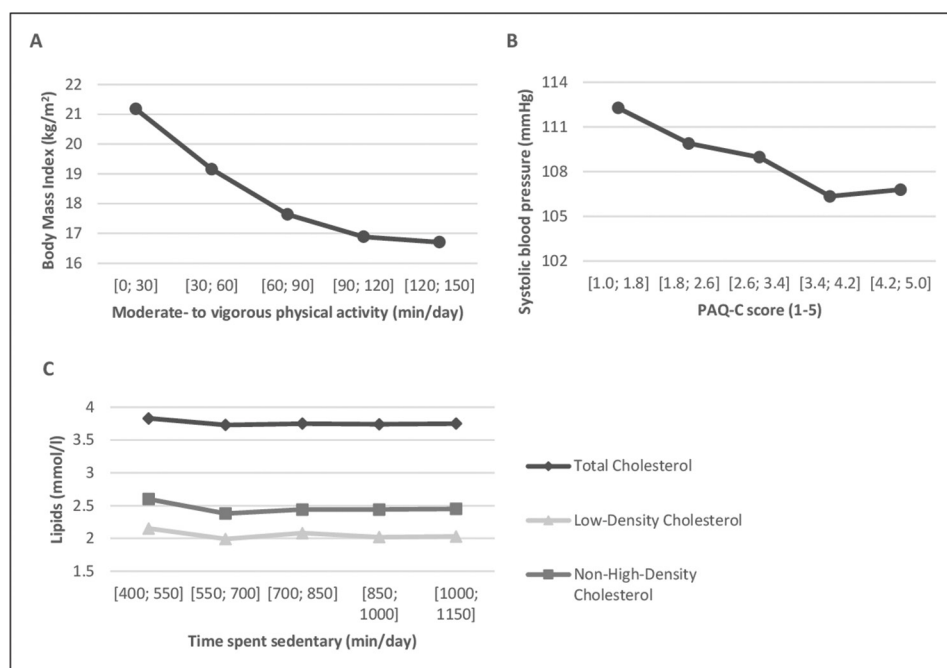 A
Body Mass Index (kg/m²)
22
21
20
19
18
17
16
[0; 30]
[30; 60]
[60; 90]
[90; 120]
[120; 150]
Moderate- to vigorous physical activity (min/day)
B
Systolic blood pressure (mmHg)
114
111
108
105
102
[1.0; 1.8]
[1.8; 2.6]
[2.6; 3.4]
[3.4; 4.2]
[4.2; 5.0]
PAQ-C score (1-5)
C
Lipids (mmol/l)
4
3.5
3
2.5
2
1.5
[400; 550]
[550; 700]
[700; 850]
[850;
1000]
[1000;
1150]
Time spent sedentary (min/day)
Total Cholesterol
Low-Density Cholesterol
Non-High-Density
Cholesterol